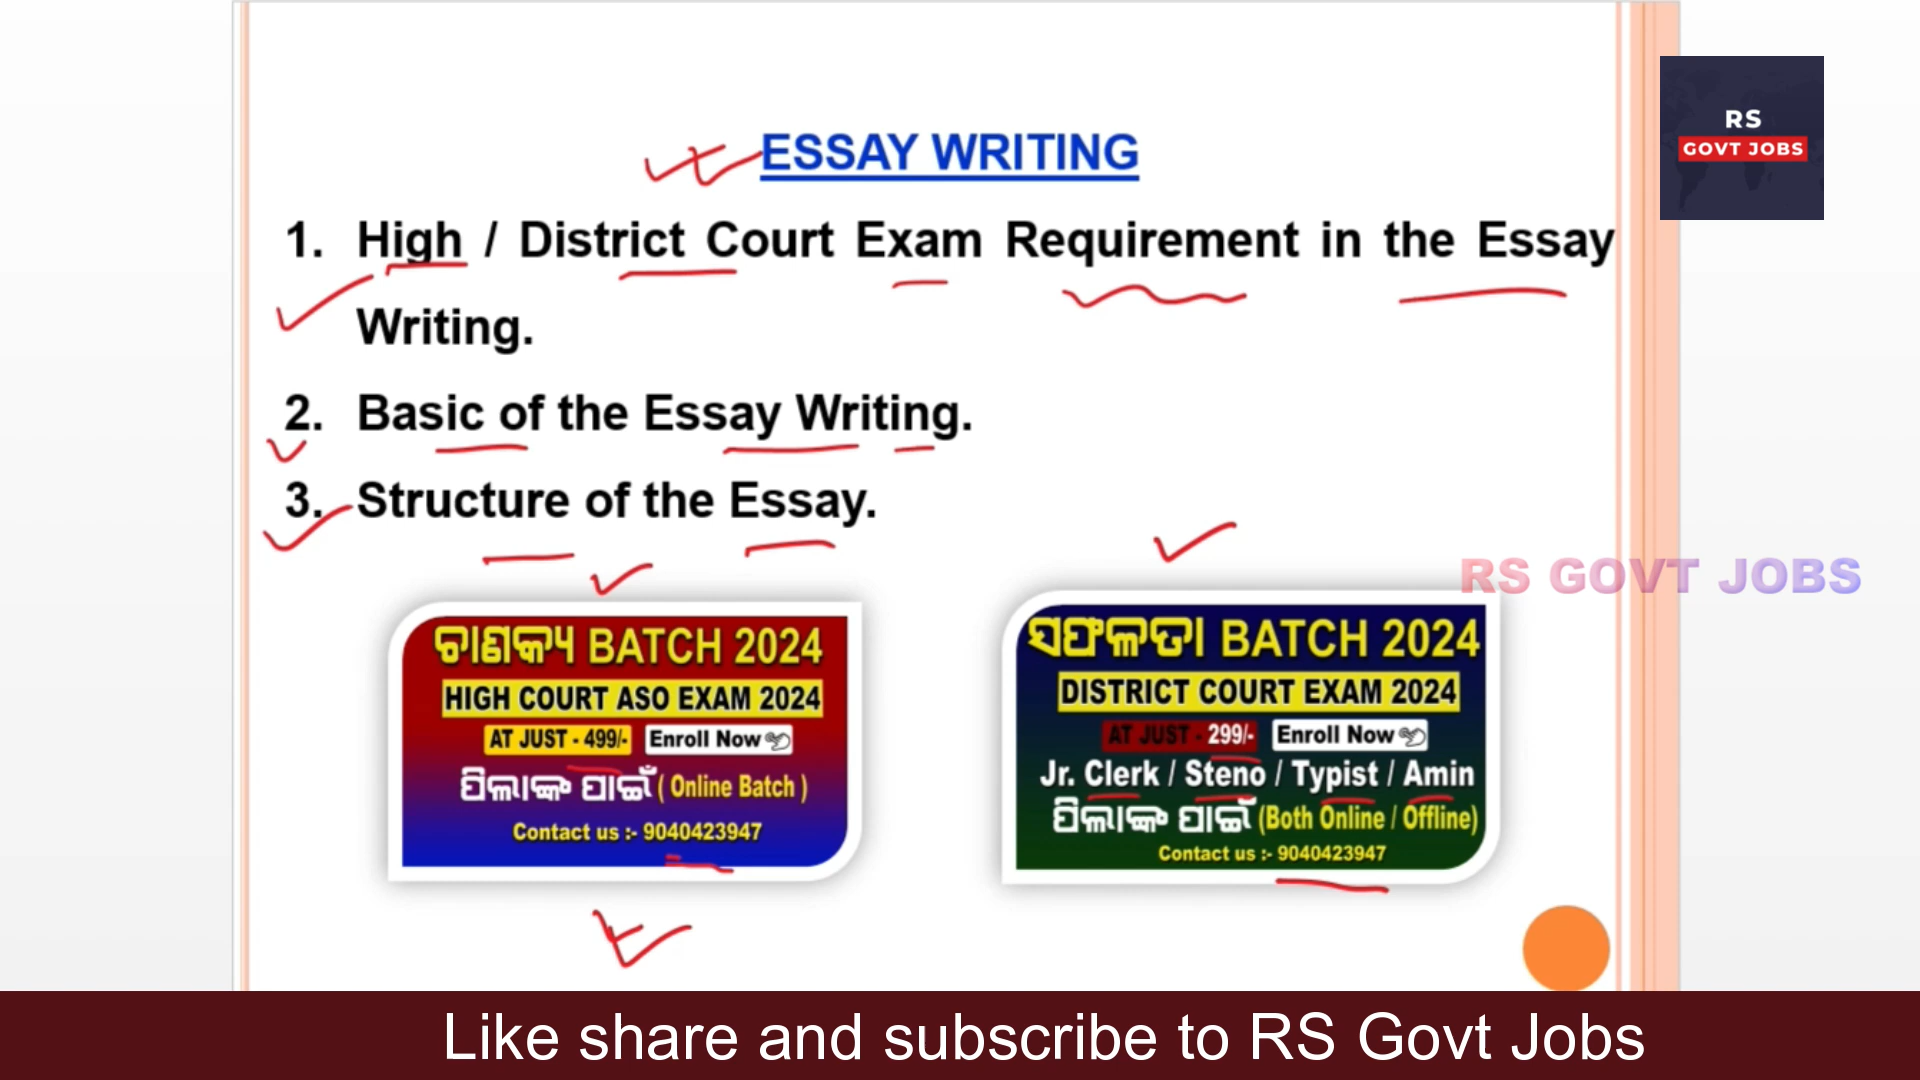 RS
GOVT JOBS
ESSAY WRITING
1. High / District Court Exam Requirement in the Essay
Writing.
2. Basic of the Essay Writing.
3. Structure of the Essay.
RS GOVT JOBS
ଚାଣକ୍ୟ BATCH 2024
HIGH COURT ASO EXAM 2024
AT JUST - 499/- Enroll Now
ପିଲାଙ୍କ ପାଇଁ ( Online Batch )
Contact us :- 9040423947
ସଫଳତା BATCH 2024
DISTRICT COURT EXAM 2024
AT JUST - 299/- Enroll Now
Jr. Clerk / Steno / Typist / Amin
ପିଲାଙ୍କ ପାଇଁ (Both Online / Offline)
Contact us :- 9040423947
Like share and subscribe to RS Govt Jobs